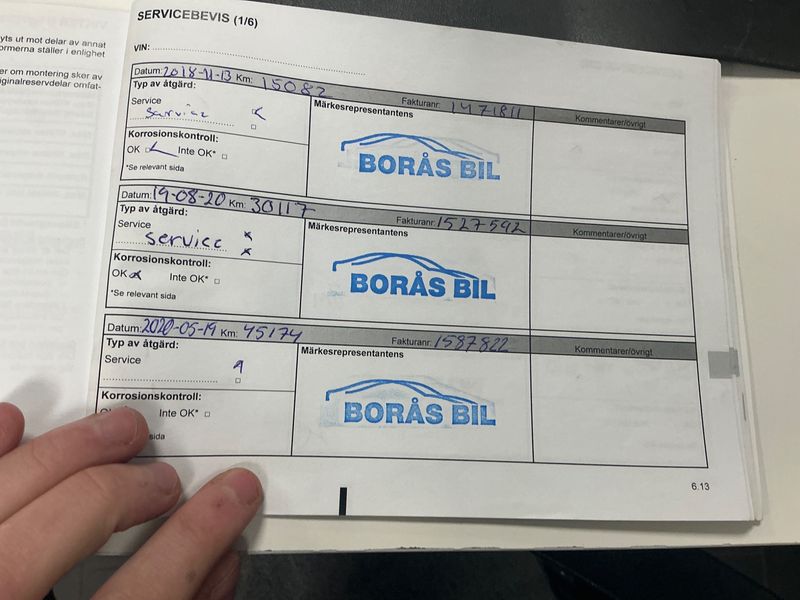 yts ut mot delar av annat
ormerna ställer i enlighet
er om montering sker av
iginalreservdelar omfat-
SERVICEBEVIS (1/6)
VIN:
Datum: 2018-11-13 Km: 15082 Fakturanr: 1471811 Kommentarer/övrigt
Typ av åtgärd: Märkesrepresentantens
Service
service
Korrosionskontroll:
OK Inte OK*
*Se relevant sida
BORÅS BIL
Datum: 19-08-20 Km: 30117 Fakturanr: 1527592 Kommentarer/övrigt
Typ av åtgärd: Märkesrepresentantens
Service
service
Korrosionskontroll:
OK Inte OK*
*Se relevant sida
BORÅS BIL
Datum: 2020-05-19 Km: 45174 Fakturanr: 1587822 Kommentarer/övrigt
Typ av åtgärd: Märkesrepresentantens
Service
Korrosionskontroll:
Inte OK*
sida
BORÅS BIL
6.13